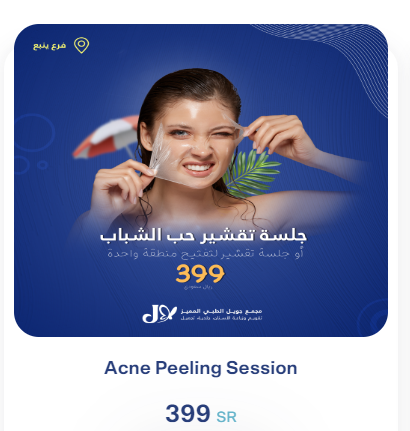 فرع ينبع
جلسة تقشير حب الشباب
أو جلسة تقشير لتفتيح منطقة واحدة
399
ريال سعودي
مجمع جويل الطبي المميز
Acne Peeling Session
399 SR